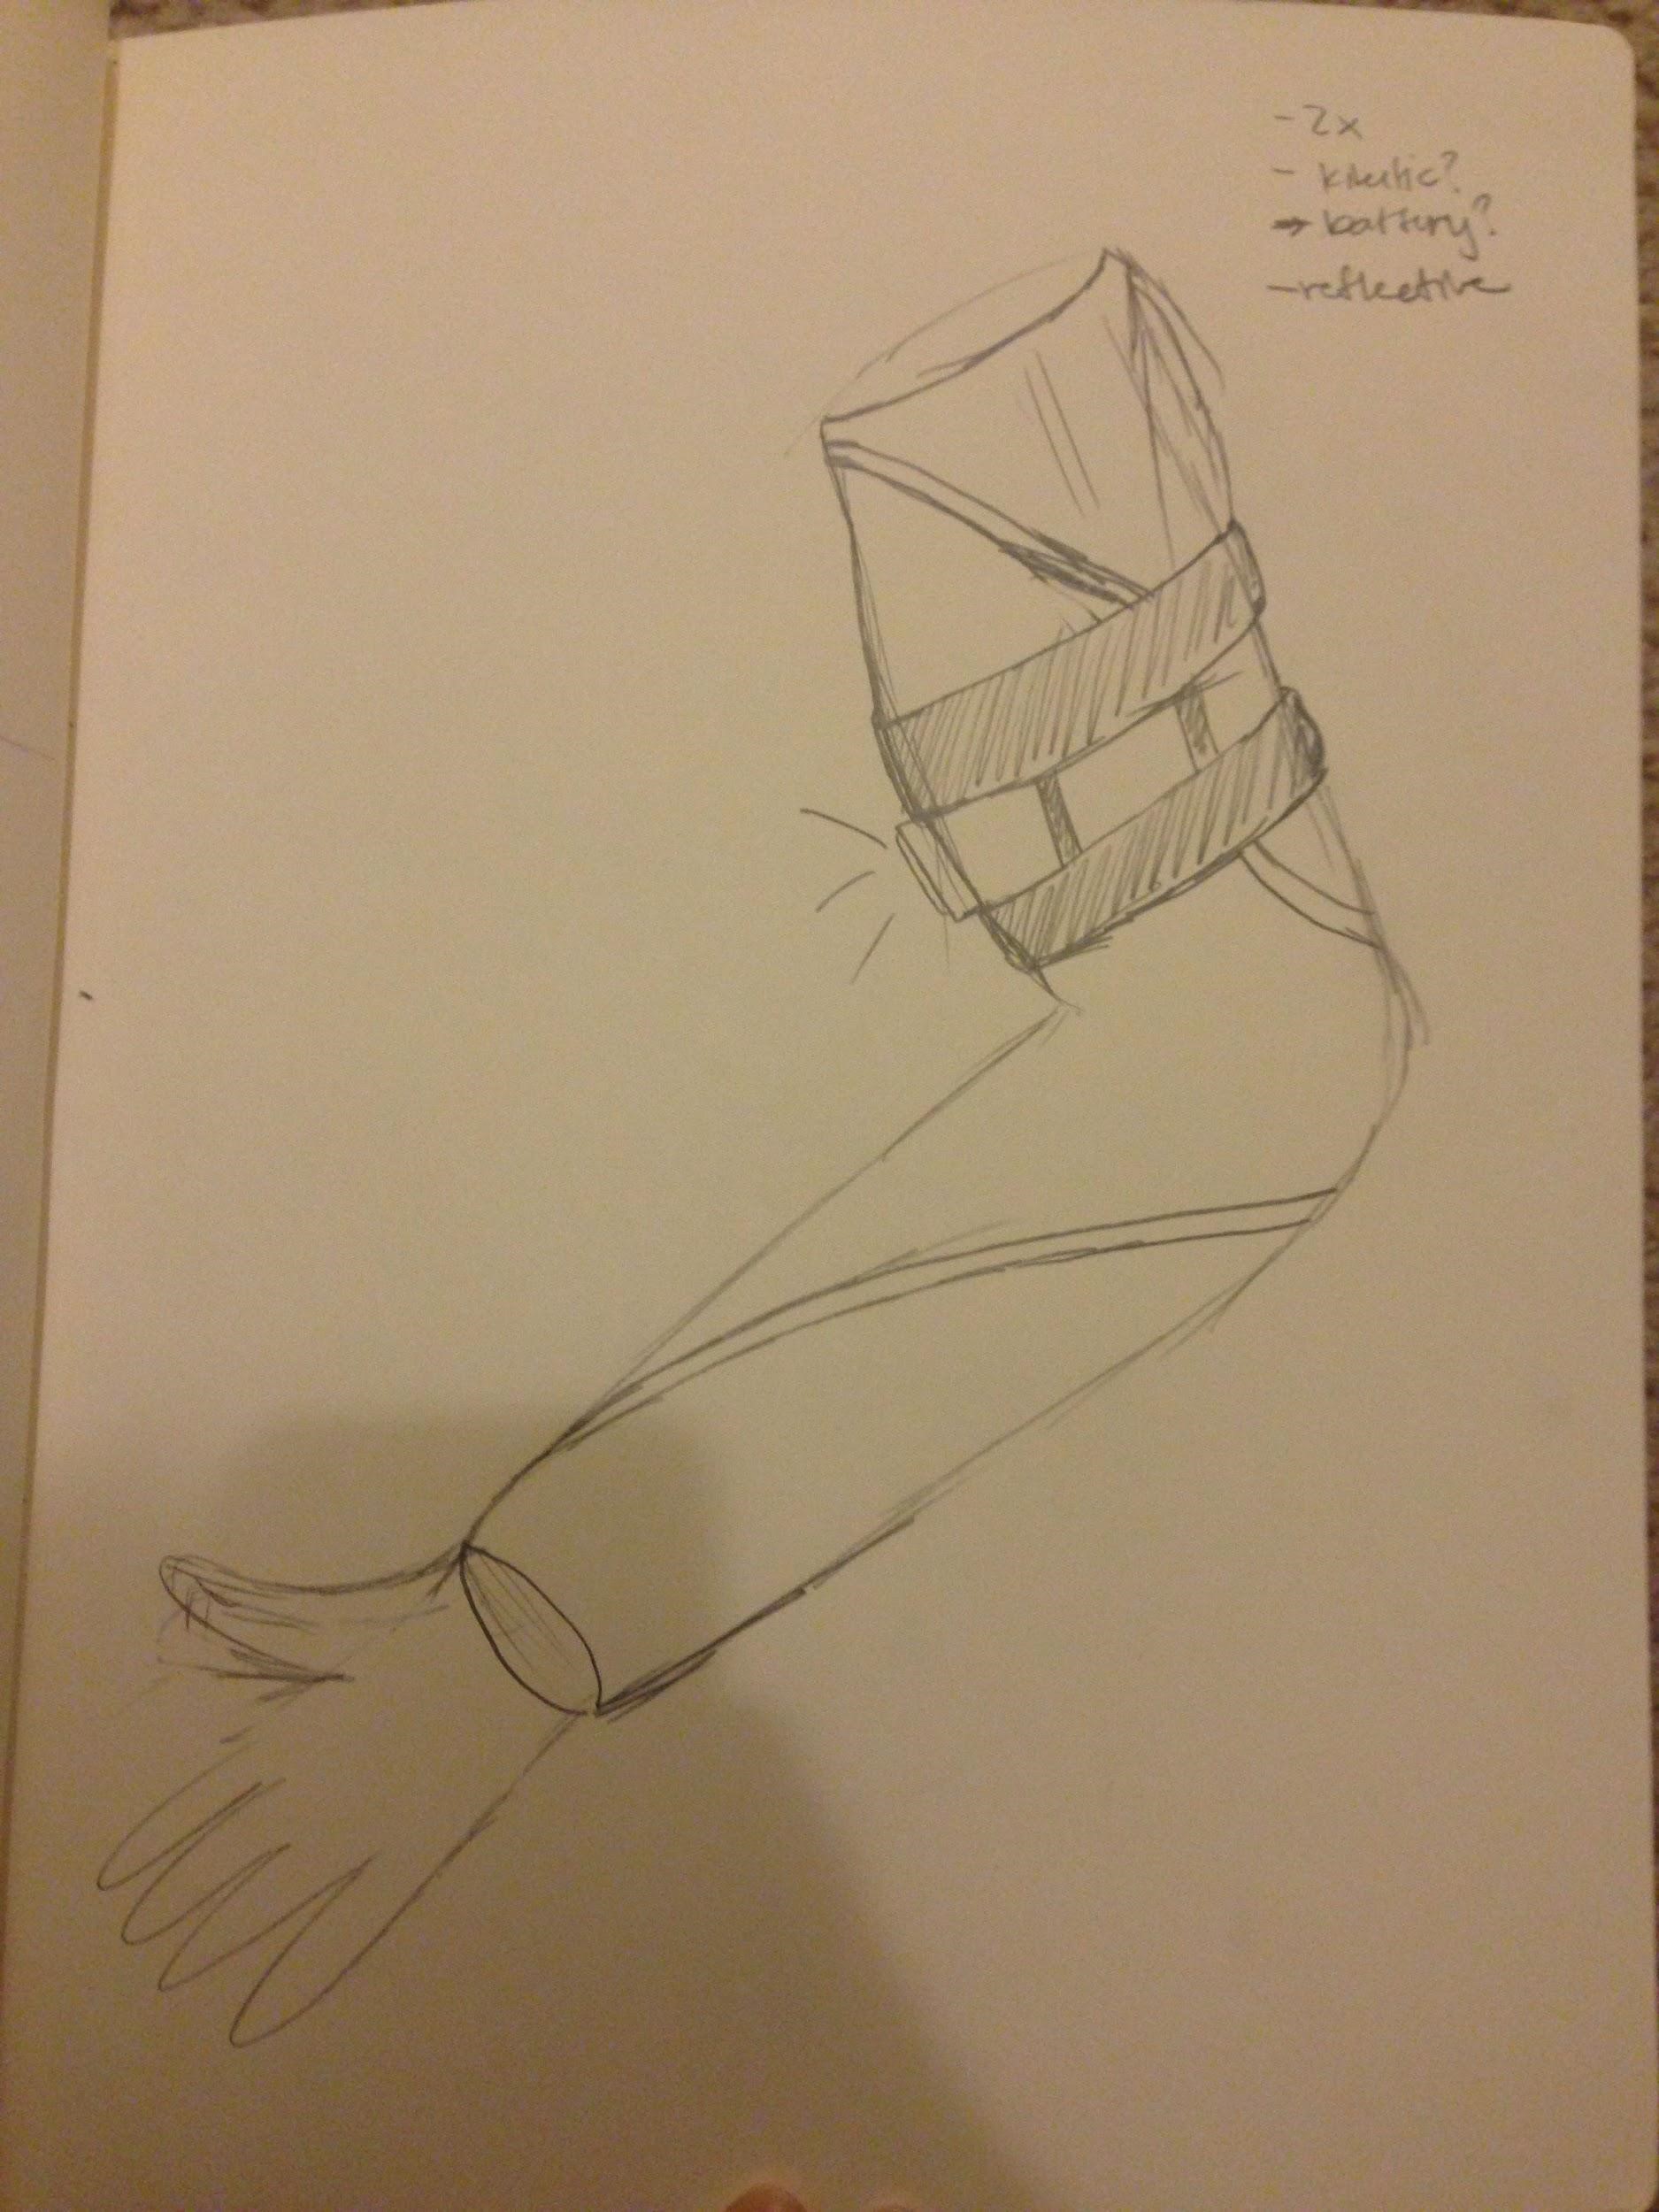 - 2x
- kinetic?
→ battery?
- reflective